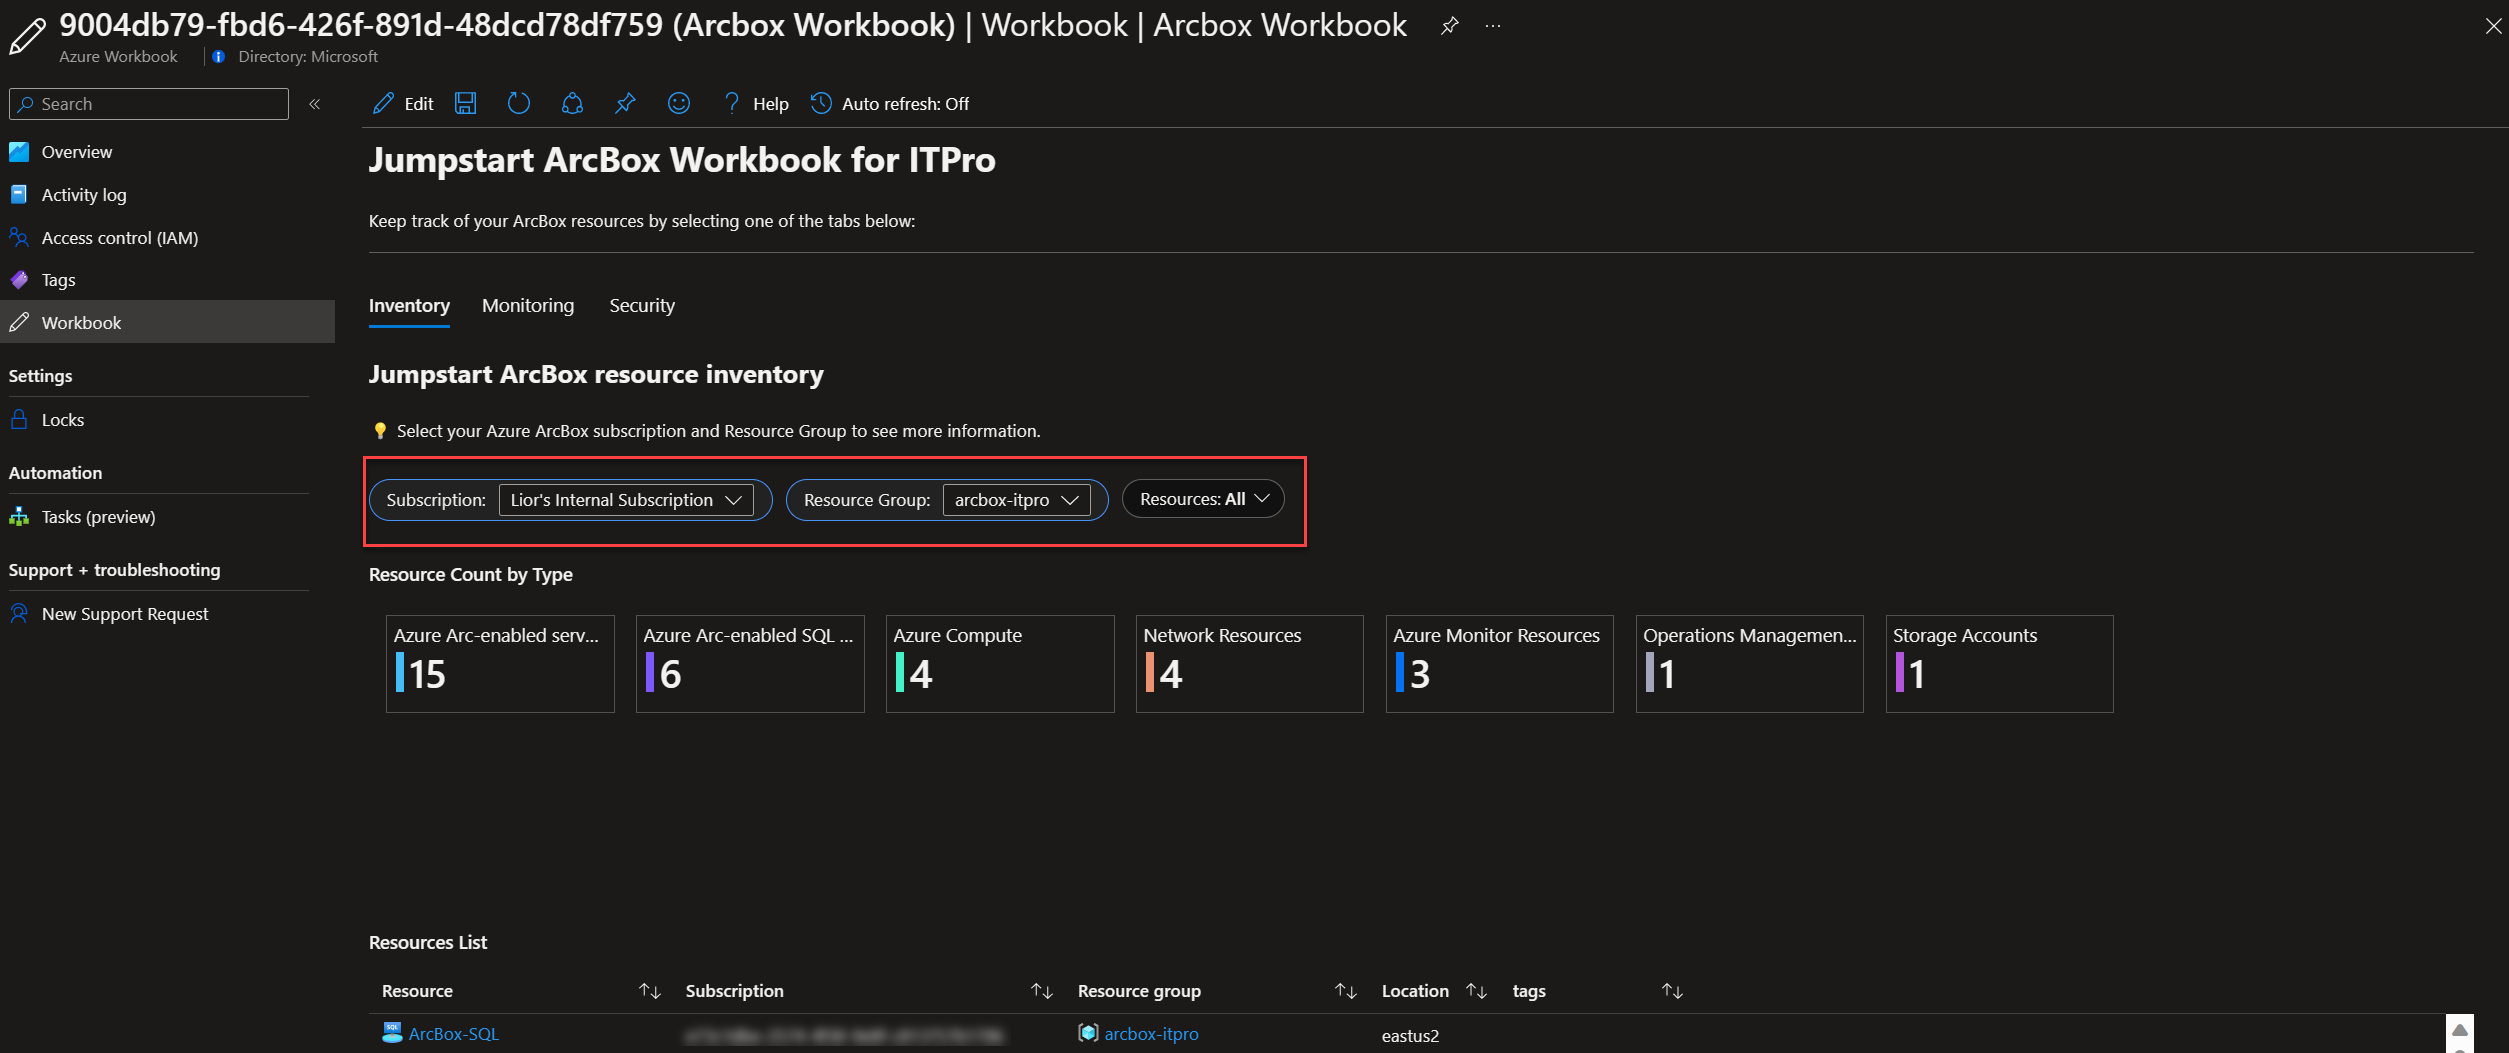 9004db79-fbd6-426f-891d-48dcd78df759 (Arcbox Workbook) | Workbook | Arcbox Workbook
Azure Workbook
Directory: Microsoft
Search
Overview
Activity log
Access control (IAM)
Tags
Workbook
Settings
Locks
Automation
Tasks (preview)
Support + troubleshooting
New Support Request
Edit
Help
Auto refresh: Off
Jumpstart ArcBox Workbook for ITPro
Keep track of your ArcBox resources by selecting one of the tabs below:
Inventory Monitoring Security
Jumpstart ArcBox resource inventory
Select your Azure ArcBox subscription and Resource Group to see more information.
Subscription: Lior's Internal Subscription Resource Group: arcbox-itpro Resources: All
Resource Count by Type
Azure Arc-enabled serv...
15
Azure Arc-enabled SQL ...
6
Azure Compute
4
Network Resources
4
Azure Monitor Resources
3
Operations Managemen...
1
Storage Accounts
1
Resources List
Resource Subscription Resource group Location tags
ArcBox-SQL arcbox-itpro eastus2